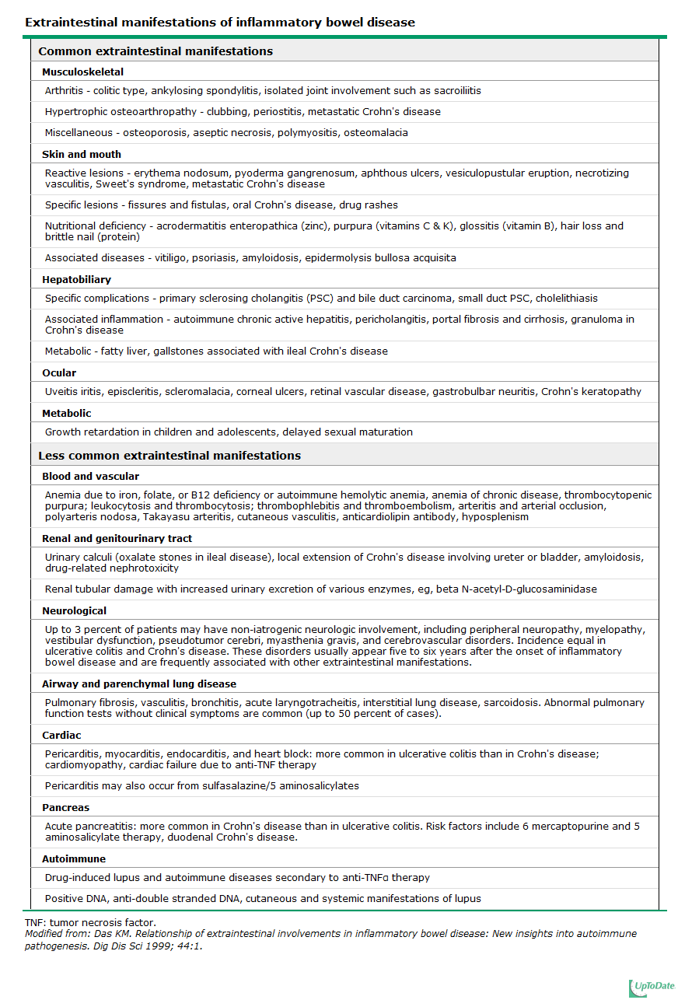 Extraintestinal manifestations of inflammatory bowel disease
Common extraintestinal manifestations
Musculoskeletal
Arthritis - colitic type, ankylosing spondylitis, isolated joint involvement such as sacroiliitis
Hypertrophic osteoarthropathy - clubbing, periostitis, metastatic Crohn's disease
Miscellaneous - osteoporosis, aseptic necrosis, polymyositis, osteomalacia
Skin and mouth
Reactive lesions - erythema nodosum, pyoderma gangrenosum, aphthous ulcers, vesiculopustular eruption, necrotizing
vasculitis, Sweet's syndrome, metastatic Crohn's disease
Specific lesions - fissures and fistulas, oral Crohn's disease, drug rashes
Nutritional deficiency - acrodermatitis enteropathica (zinc), purpura (vitamins C & K), glossitis (vitamin B), hair loss and
brittle nail (protein)
Associated diseases - vitiligo, psoriasis, amyloidosis, epidermolysis bullosa acquisita
Hepatobiliary
Specific complications - primary sclerosing cholangitis (PSC) and bile duct carcinoma, small duct PSC, cholelithiasis
Associated inflammation - autoimmune chronic active hepatitis, pericholangitis, portal fibrosis and cirrhosis, granuloma in
Crohn's disease
Metabolic - fatty liver, gallstones associated with ileal Crohn's disease
Ocular
Uveitis iritis, episcleritis, scleromalacia, corneal ulcers, retinal vascular disease, gastrobulbar neuritis, Crohn's keratopathy
Metabolic
Growth retardation in children and adolescents, delayed sexual maturation
Less common extraintestinal manifestations
Blood and vascular
Anemia due to iron, folate, or B12 deficiency or autoimmune hemolytic anemia, anemia of chronic disease, thrombocytopenic
purpura; leukocytosis and thrombocytosis; thrombophlebitis and thromboembolism, arteritis and arterial occlusion,
polyarteris nodosa, Takayasu arteritis, cutaneous vasculitis, anticardiolipin antibody, hyposplenism
Renal and genitourinary tract
Urinary calculi (oxalate stones in ileal disease), local extension of Crohn's disease involving ureter or bladder, amyloidosis,
drug-related nephrotoxicity
Renal tubular damage with increased urinary excretion of various enzymes, eg, beta N-acetyl-D-glucosaminidase
Neurological
Up to 3 percent of patients may have non-iatrogenic neurologic involvement, including peripheral neuropathy, myelopathy,
vestibular dysfunction, pseudotumor cerebri, myasthenia gravis, and cerebrovascular disorders. Incidence equal in
ulcerative colitis and Crohn's disease. These disorders usually appear five to six years after the onset of inflammatory
bowel disease and are frequently associated with other extraintestinal manifestations.
Airway and parenchymal lung disease
Pulmonary fibrosis, vasculitis, bronchitis, acute laryngotracheitis, interstitial lung disease, sarcoidosis. Abnormal pulmonary
function tests without clinical symptoms are common (up to 50 percent of cases).
Cardiac
Pericarditis, myocarditis, endocarditis, and heart block: more common in ulcerative colitis than in Crohn's disease;
cardiomyopathy, cardiac failure due to anti-TNF therapy
Pericarditis may also occur from sulfasalazine/5 aminosalicylates
Pancreas
Acute pancreatitis: more common in Crohn's disease than in ulcerative colitis. Risk factors include 6 mercaptopurine and 5
aminosalicylate therapy, duodenal Crohn's disease.
Autoimmune
Drug-induced lupus and autoimmune diseases secondary to anti-TNFα therapy
Positive DNA, anti-double stranded DNA, cutaneous and systemic manifestations of lupus
TNF: tumor necrosis factor.
Modified from: Das KM. Relationship of extraintestinal involvements in inflammatory bowel disease: New insights into autoimmune
pathogenesis. Dig Dis Sci 1999; 44:1.
UpToDate